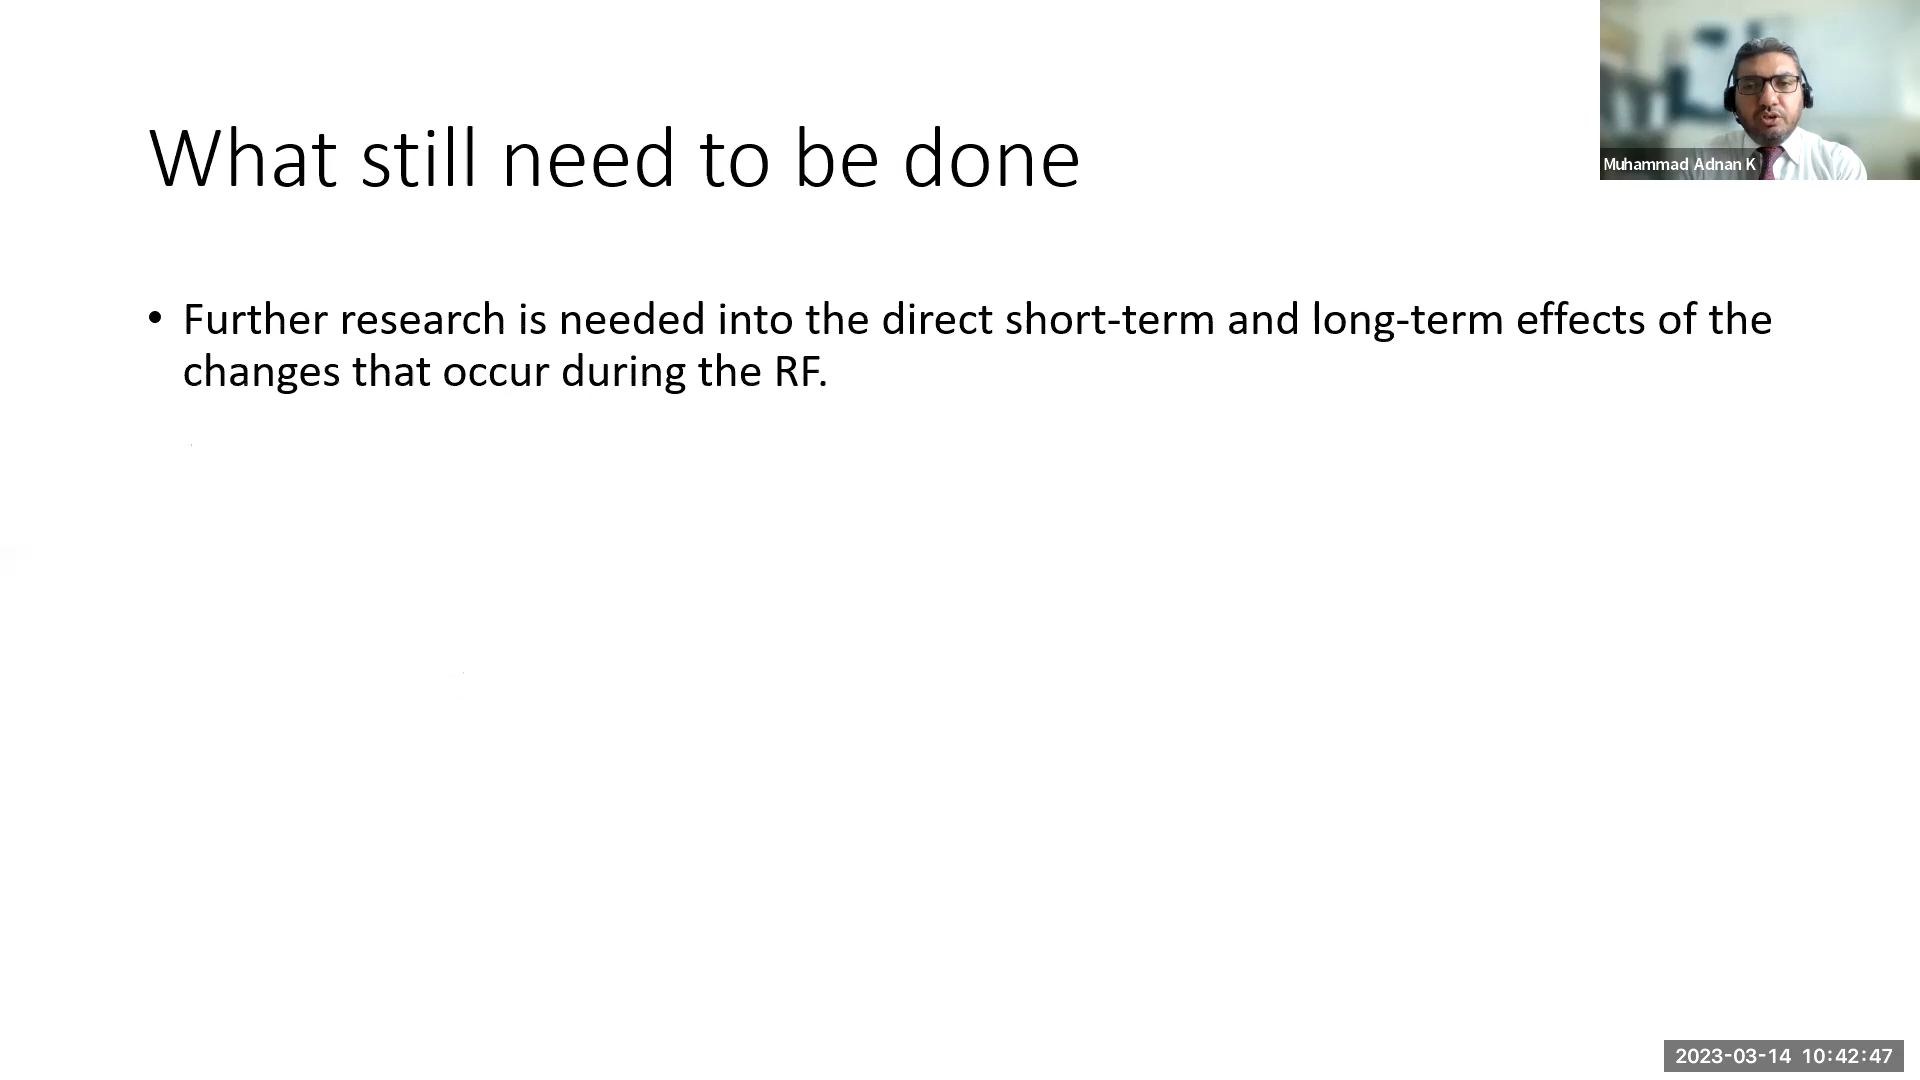 What still need to be done
• Further research is needed into the direct short-term and long-term effects of the
changes that occur during the RF.
Muhammad Adnan K
2023-03-14 10:42:47